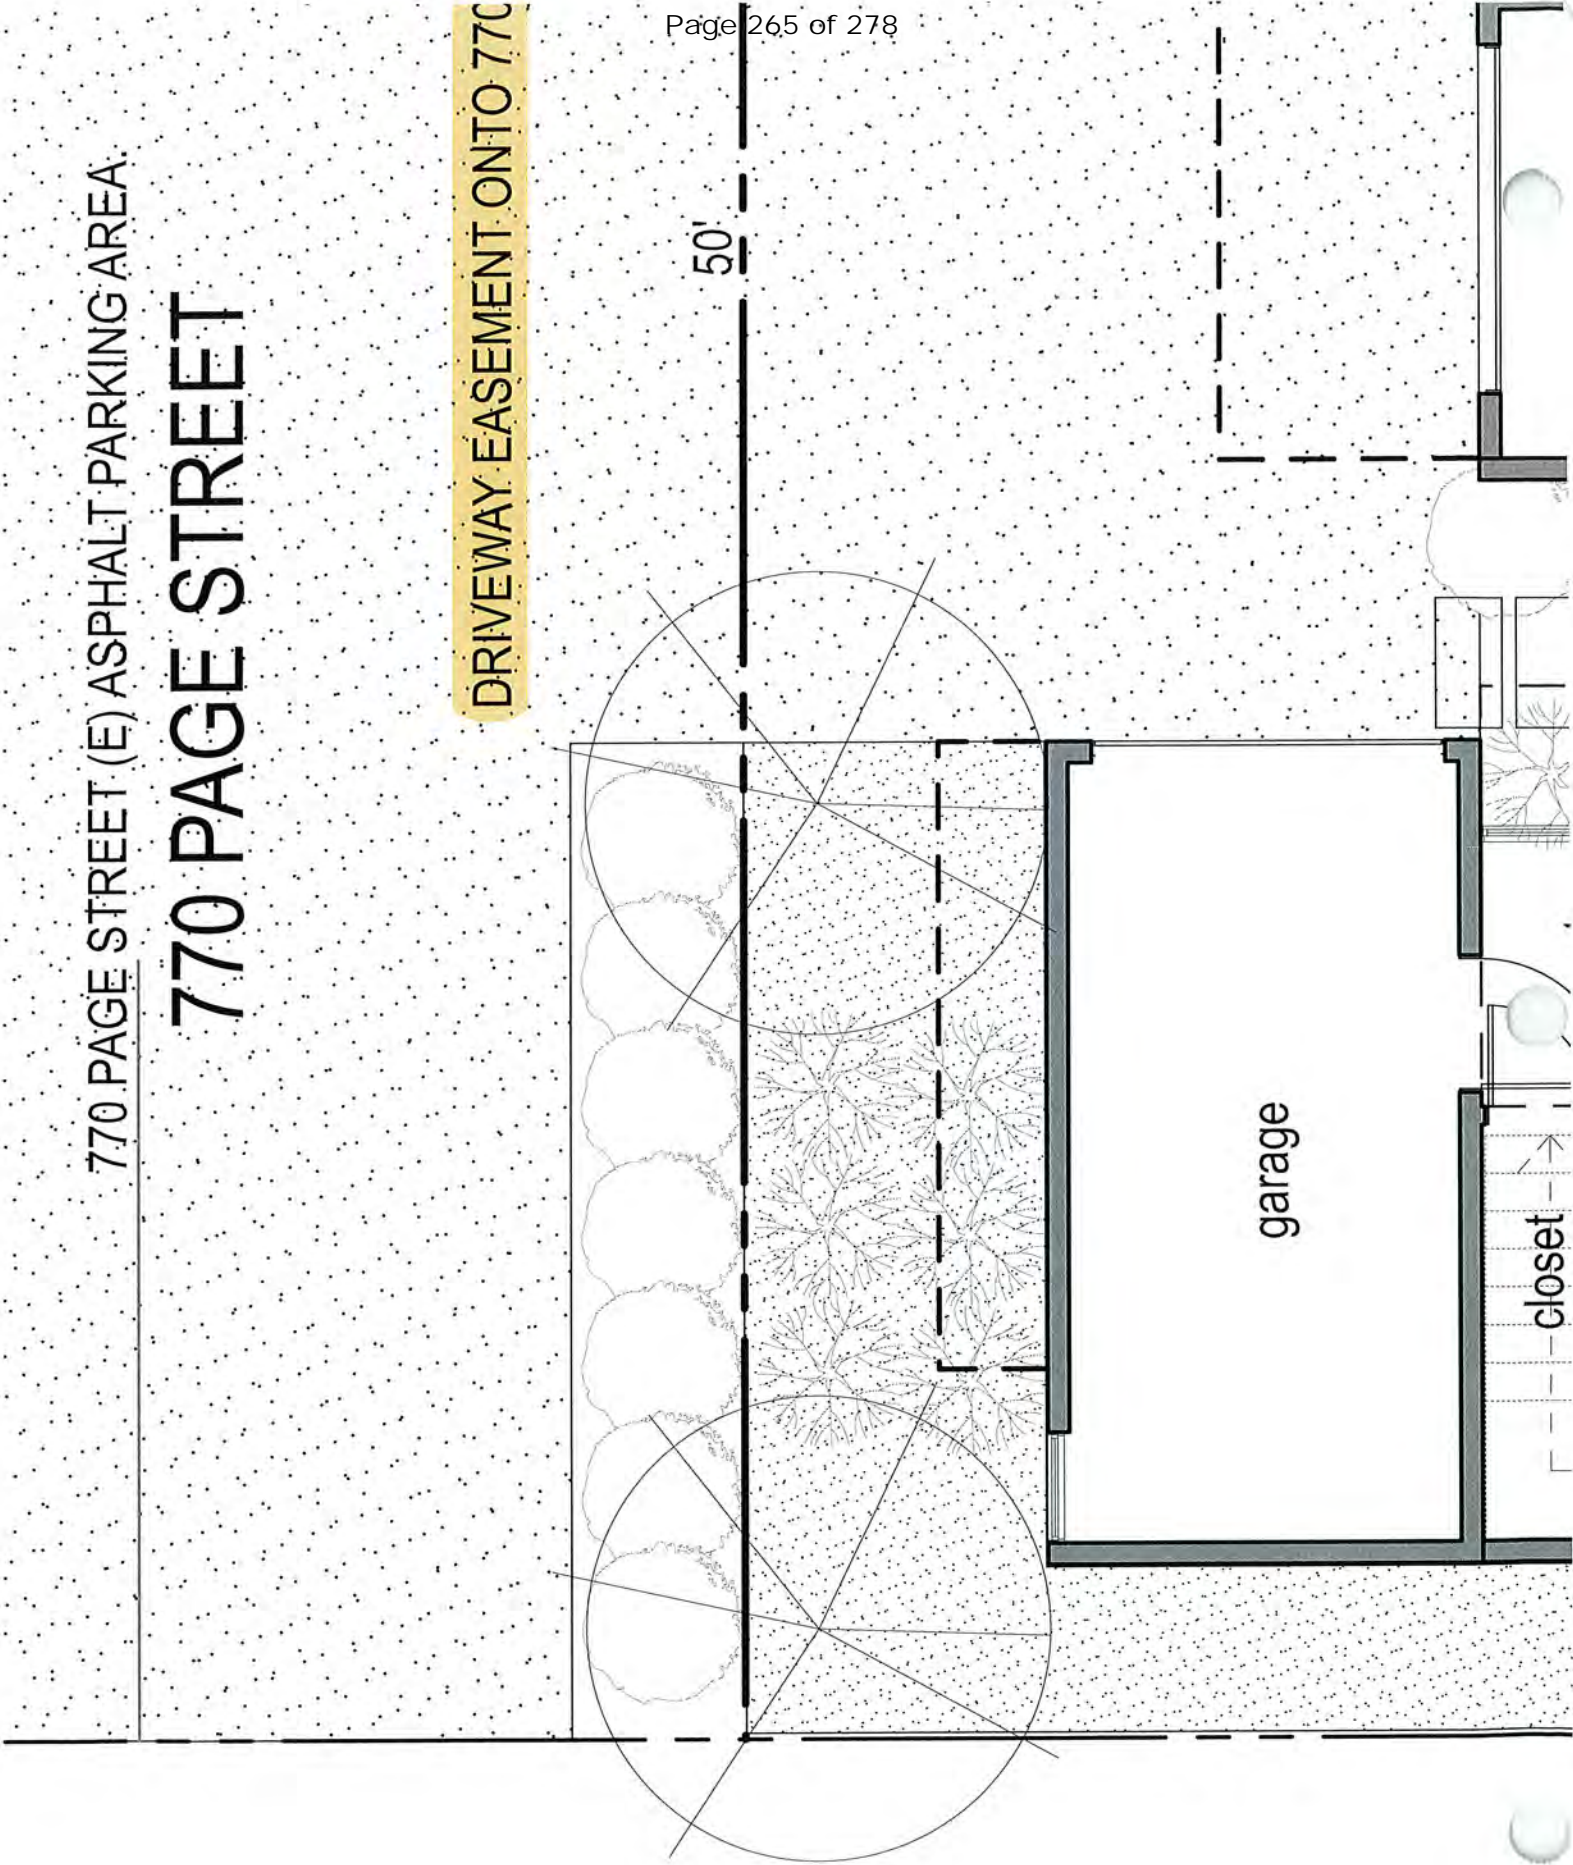 Page 265 of 278
770 PAGE STREET (E) ASPHALT PARKING AREA.
770 PAGE STREET
DRIVEWAY EASEMENT ONTO 770
50'
garage
closet